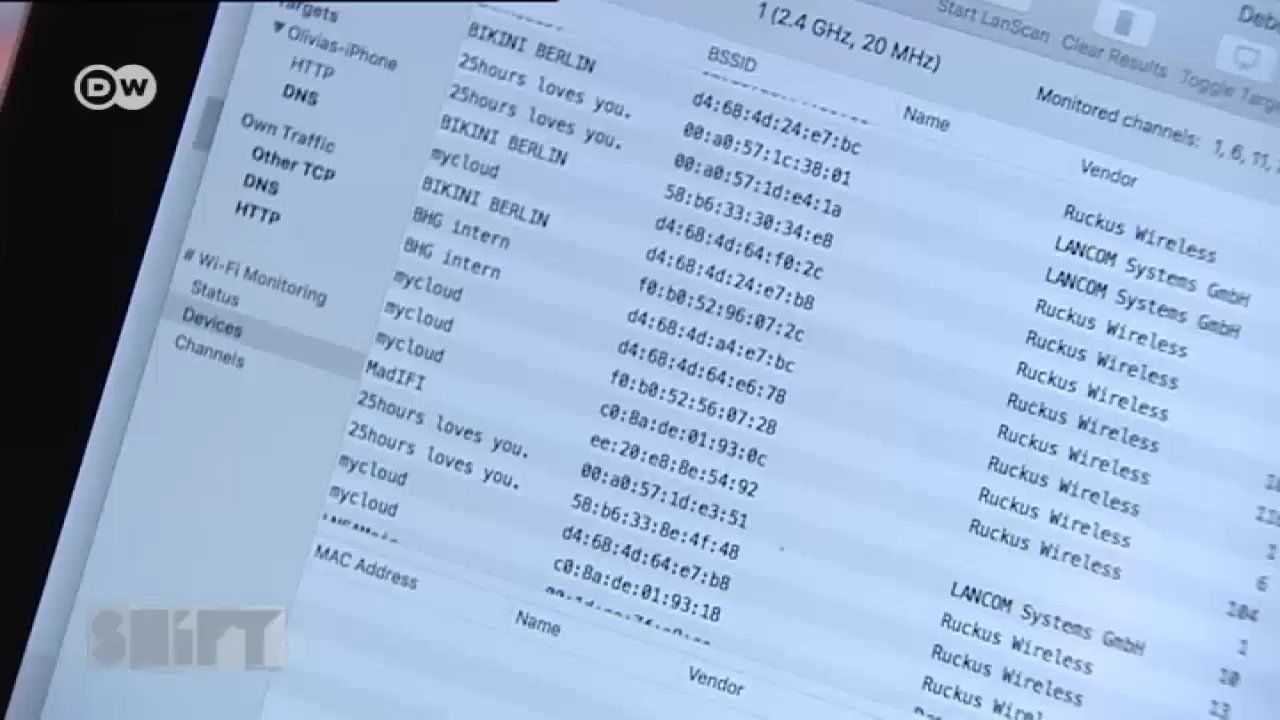 DW
Targets
Olivias-iPhone
HTTP
DNS
Own Traffic
Other TCP
DNS
HTTP
# Wi-Fi Monitoring
Status
Devices
Channels
1 (2.4 GHz, 20 MHz)
Start LanScan Clear Results Toggle
Monitored channels: 1, 6, 11,
BSSID Name Vendor
BIKINI BERLIN d4:68:4d:24:e7:bc Ruckus Wireless
25hours loves you. 00:a0:57:1c:38:01 LANCOM Systems GmbH
25hours loves you. 00:a0:57:1d:e4:1a LANCOM Systems GmbH
BIKINI BERLIN 58:b6:33:30:34:e8 Ruckus Wireless
mycloud d4:68:4d:64:f0:2c Ruckus Wireless
BIKINI BERLIN d4:68:4d:24:e7:b8 Ruckus Wireless
BHG intern f0:b0:52:96:07:2c Ruckus Wireless
BHG intern d4:68:4d:a4:e7:bc Ruckus Wireless
mycloud d4:68:4d:64:e6:78 Ruckus Wireless
mycloud f0:b0:52:56:07:28 Ruckus Wireless
mycloud c0:8a:de:01:93:0c Ruckus Wireless 6
MadIFI ee:20:e8:8e:54:92 104
25hours loves you. 00:a0:57:1d:e3:51 LANCOM Systems GmbH 1
25hours loves you. 58:b6:33:8e:4f:48 Ruckus Wireless 10
mycloud d4:68:4d:64:e7:b8 Ruckus Wireless 13
mycloud c0:8a:de:01:93:18 Ruckus Wirel
MAC Address Name Vendor
SHIFT